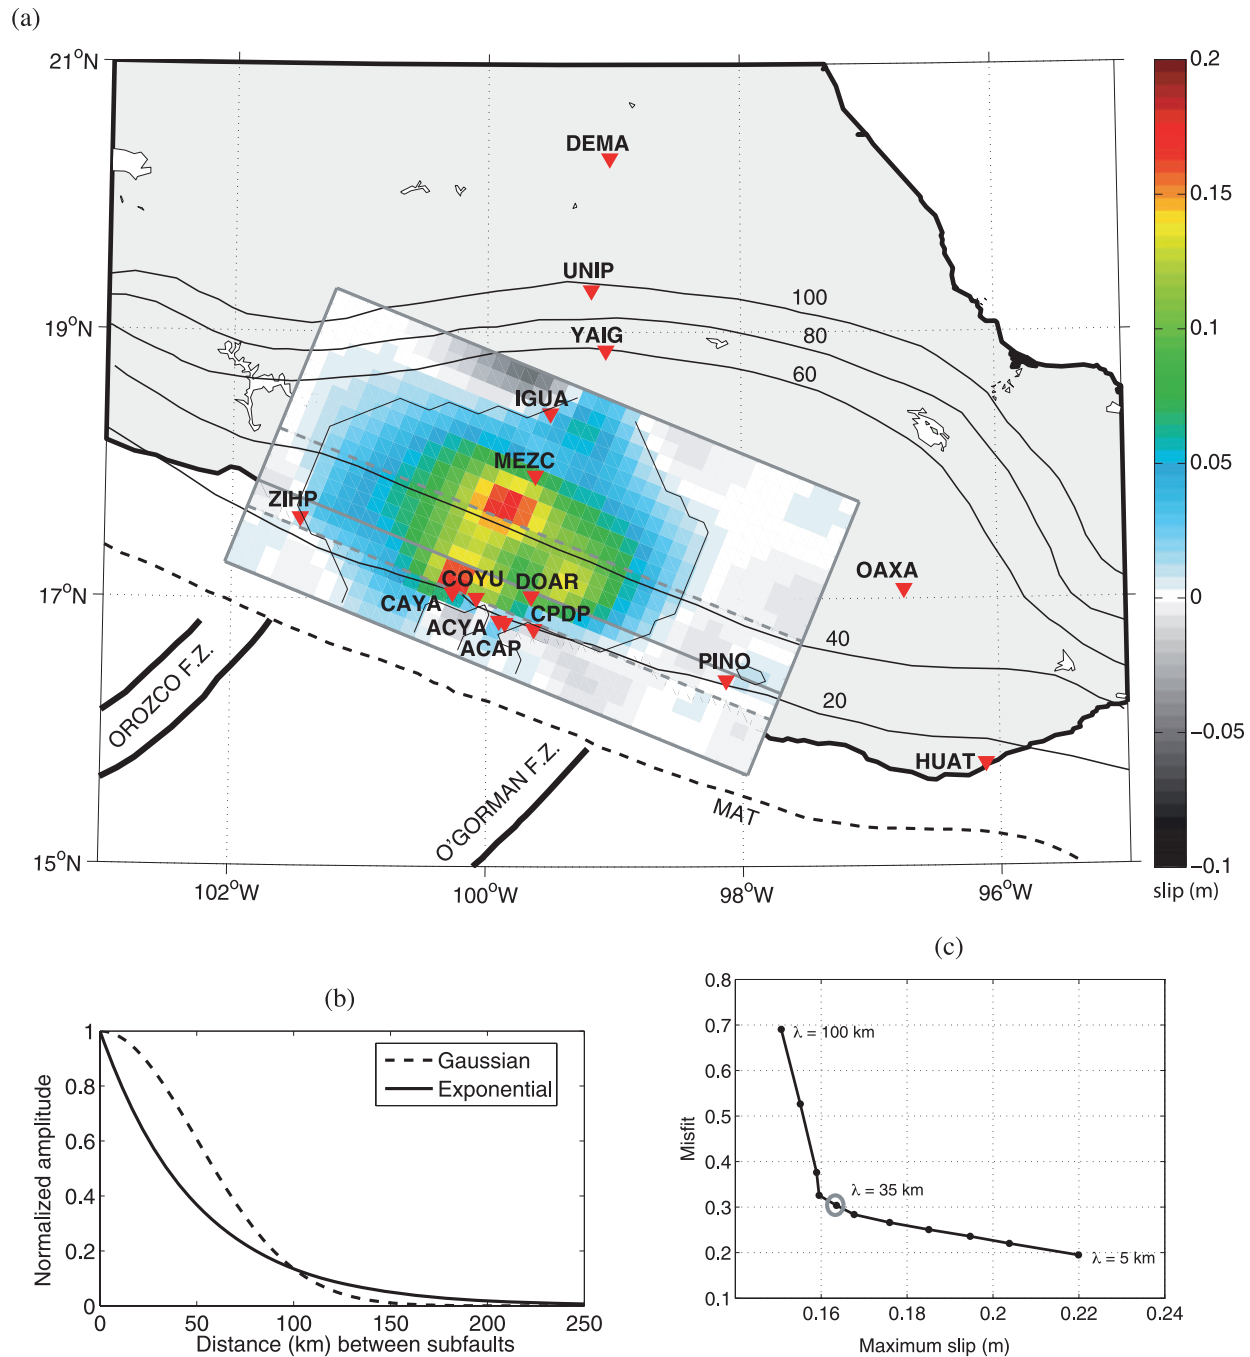 (a)
21°N
19°N
17°N
15°N
102°W
100°W
98°W
96°W
DEMA
UNIP
YAIG
IGUA
MEZC
ZIHP
COYU
DOAR
CAYA
CPDP
ACYA
ACAP
PINO
OAXA
HUAT
100
80
60
40
20
OROZCO F.Z.
O'GORMAN F.Z.
MAT
0.2
0.15
0.1
0.05
0
−0.05
−0.1
slip (m)
(b)
Normalized amplitude
1
0.8
0.6
0.4
0.2
0
0 50 100 150 200 250
Distance (km) between subfaults
Gaussian
Exponential
(c)
Misfit
0.8
0.7
0.6
0.5
0.4
0.3
0.2
0.1
λ = 100 km
λ = 35 km
λ = 5 km
0.16 0.18 0.2 0.22 0.24
Maximum slip (m)